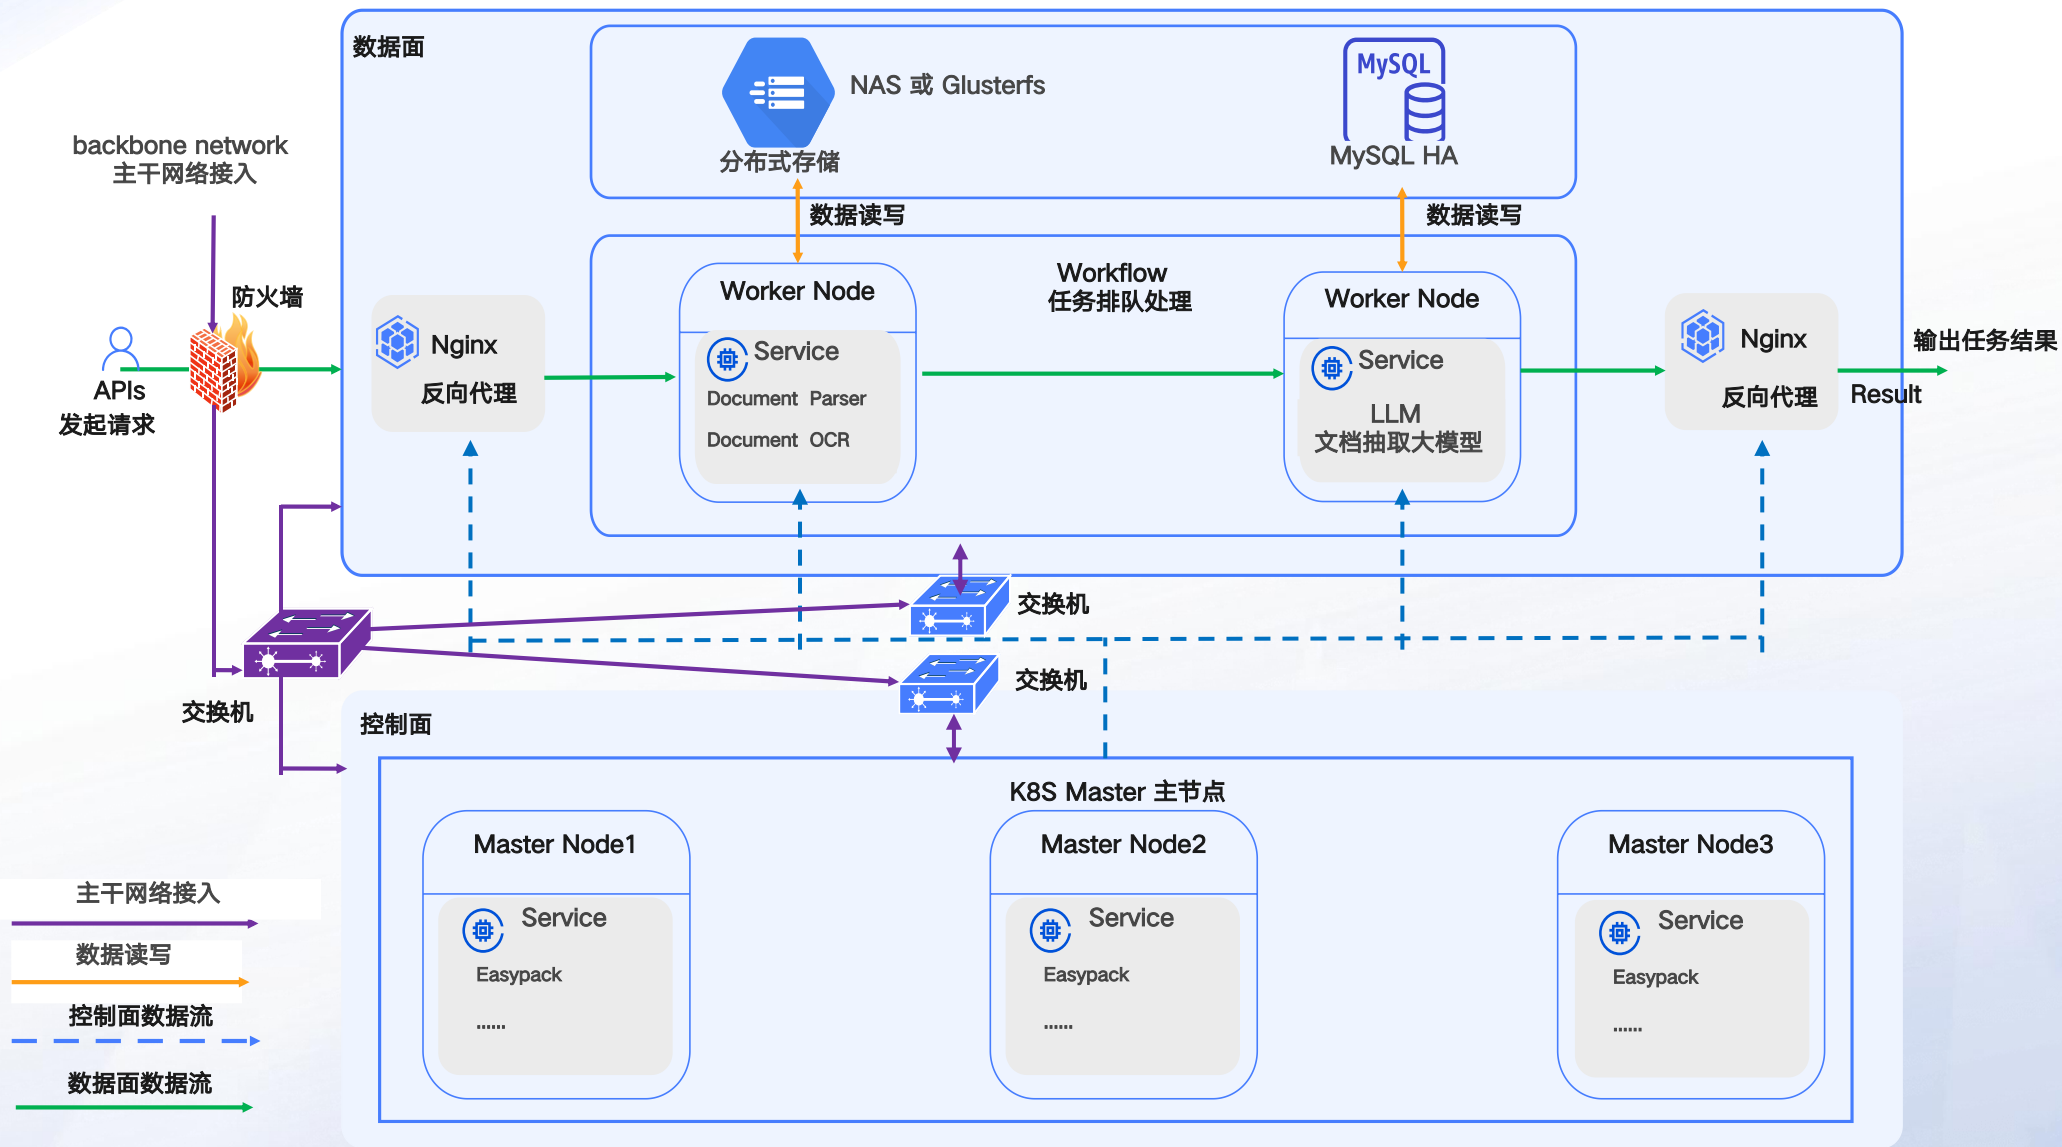 数据面
NAS 或 Glusterfs
分布式存储
MySQL
MySQL HA
backbone network
主干网络接入
数据读写
数据读写
防火墙
APIs
发起请求
Nginx
反向代理
Worker Node
Service
Document Parser
Document OCR
Workflow
任务排队处理
Worker Node
Service
LLM
文档抽取大模型
Nginx
反向代理
输出任务结果
Result
交换机
交换机
交换机
控制面
K8S Master 主节点
Master Node1
Service
Easypack
......
Master Node2
Service
Easypack
......
Master Node3
Service
Easypack
......
主干网络接入
数据读写
控制面数据流
数据面数据流